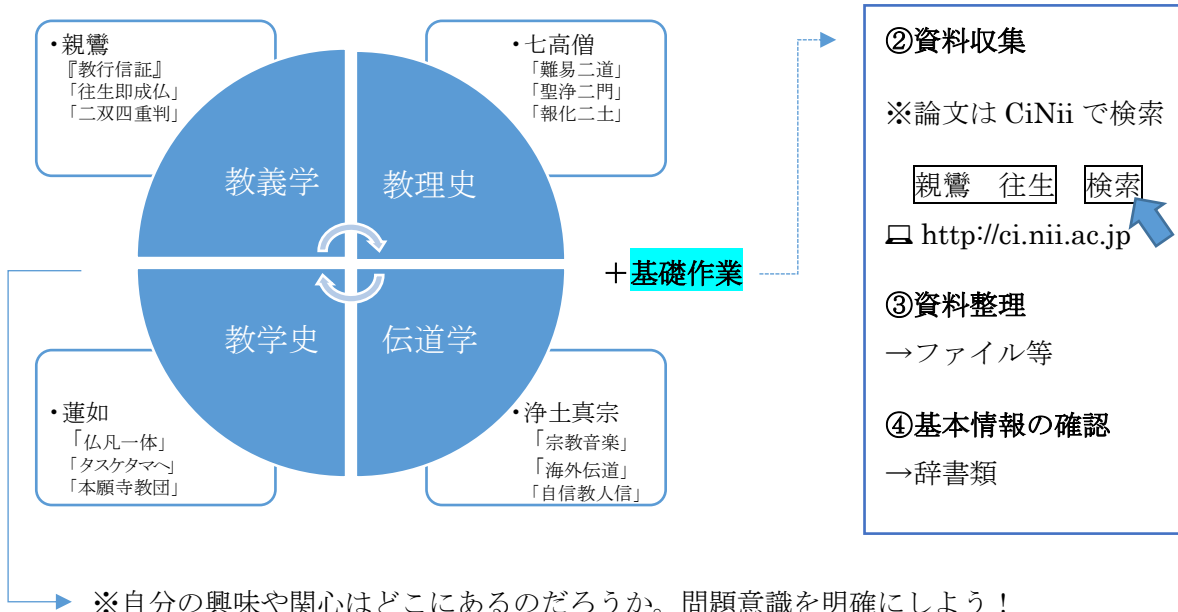 ・親鸞
『教行信証』
「往生即成仏」
「二双四重判」
・七高僧
「難易二道」
「聖浄二門」
「報化二土」
教義学
教理史
教学史
伝道学
・蓮如
「仏凡一体」
「タスケタマヘ」
「本願寺教団」
・浄土真宗
「宗教音楽」
「海外伝道」
「自信教人信」
＋基礎作業
②資料収集
※論文は CiNii で検索
親鸞　往生　検索
http://ci.nii.ac.jp
③資料整理
→ファイル等
④基本情報の確認
→辞書類
※自分の興味や関心はどこにあるのだろうか。問題意識を明確にしよう！